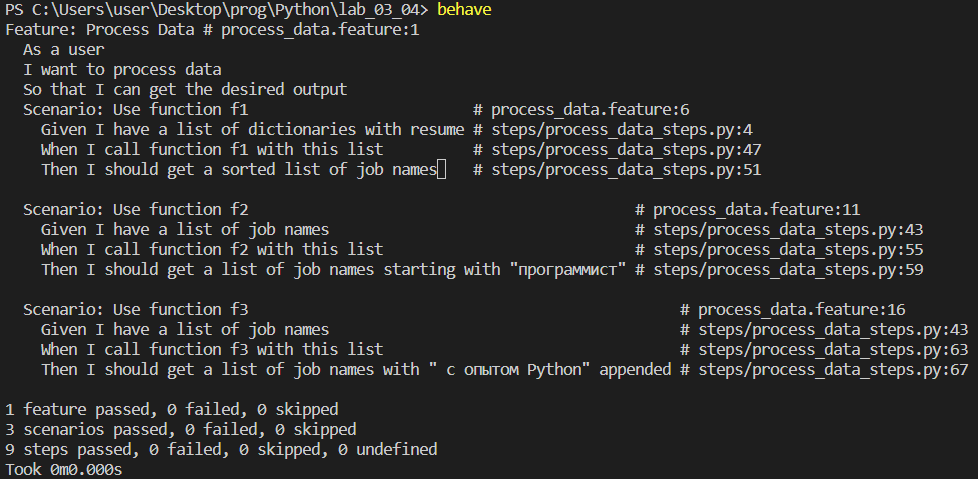 PS C:\Users\user\Desktop\prog\Python\lab_03_04> behave
Feature: Process Data # process_data.feature:1
  As a user
  I want to process data
  So that I can get the desired output
  Scenario: Use function f1                         # process_data.feature:6
    Given I have a list of dictionaries with resume # steps/process_data_steps.py:4
    When I call function f1 with this list          # steps/process_data_steps.py:47
    Then I should get a sorted list of job names    # steps/process_data_steps.py:51

  Scenario: Use function f2                                           # process_data.feature:11
    Given I have a list of job names                                  # steps/process_data_steps.py:43
    When I call function f2 with this list                            # steps/process_data_steps.py:55
    Then I should get a list of job names starting with "программист" # steps/process_data_steps.py:59

  Scenario: Use function f3                                                # process_data.feature:16
    Given I have a list of job names                                       # steps/process_data_steps.py:43
    When I call function f3 with this list                                 # steps/process_data_steps.py:63
    Then I should get a list of job names with " с опытом Python" appended # steps/process_data_steps.py:67

1 feature passed, 0 failed, 0 skipped
3 scenarios passed, 0 failed, 0 skipped
9 steps passed, 0 failed, 0 skipped, 0 undefined
Took 0m0.000s